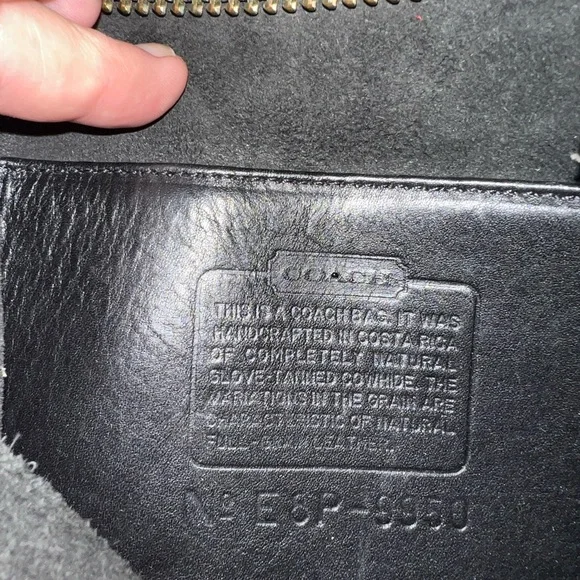 COACH
THIS IS A COACH BAG. IT WAS
HANDCRAFTED IN COSTA RICA
OF COMPLETELY NATURAL
GLOVE-TANNED COWHIDE. THE
VARIATIONS IN THE GRAIN ARE
CHARACTERISTIC OF NATURAL
FULL-GRAIN LEATHER.
Nº E6P-9950